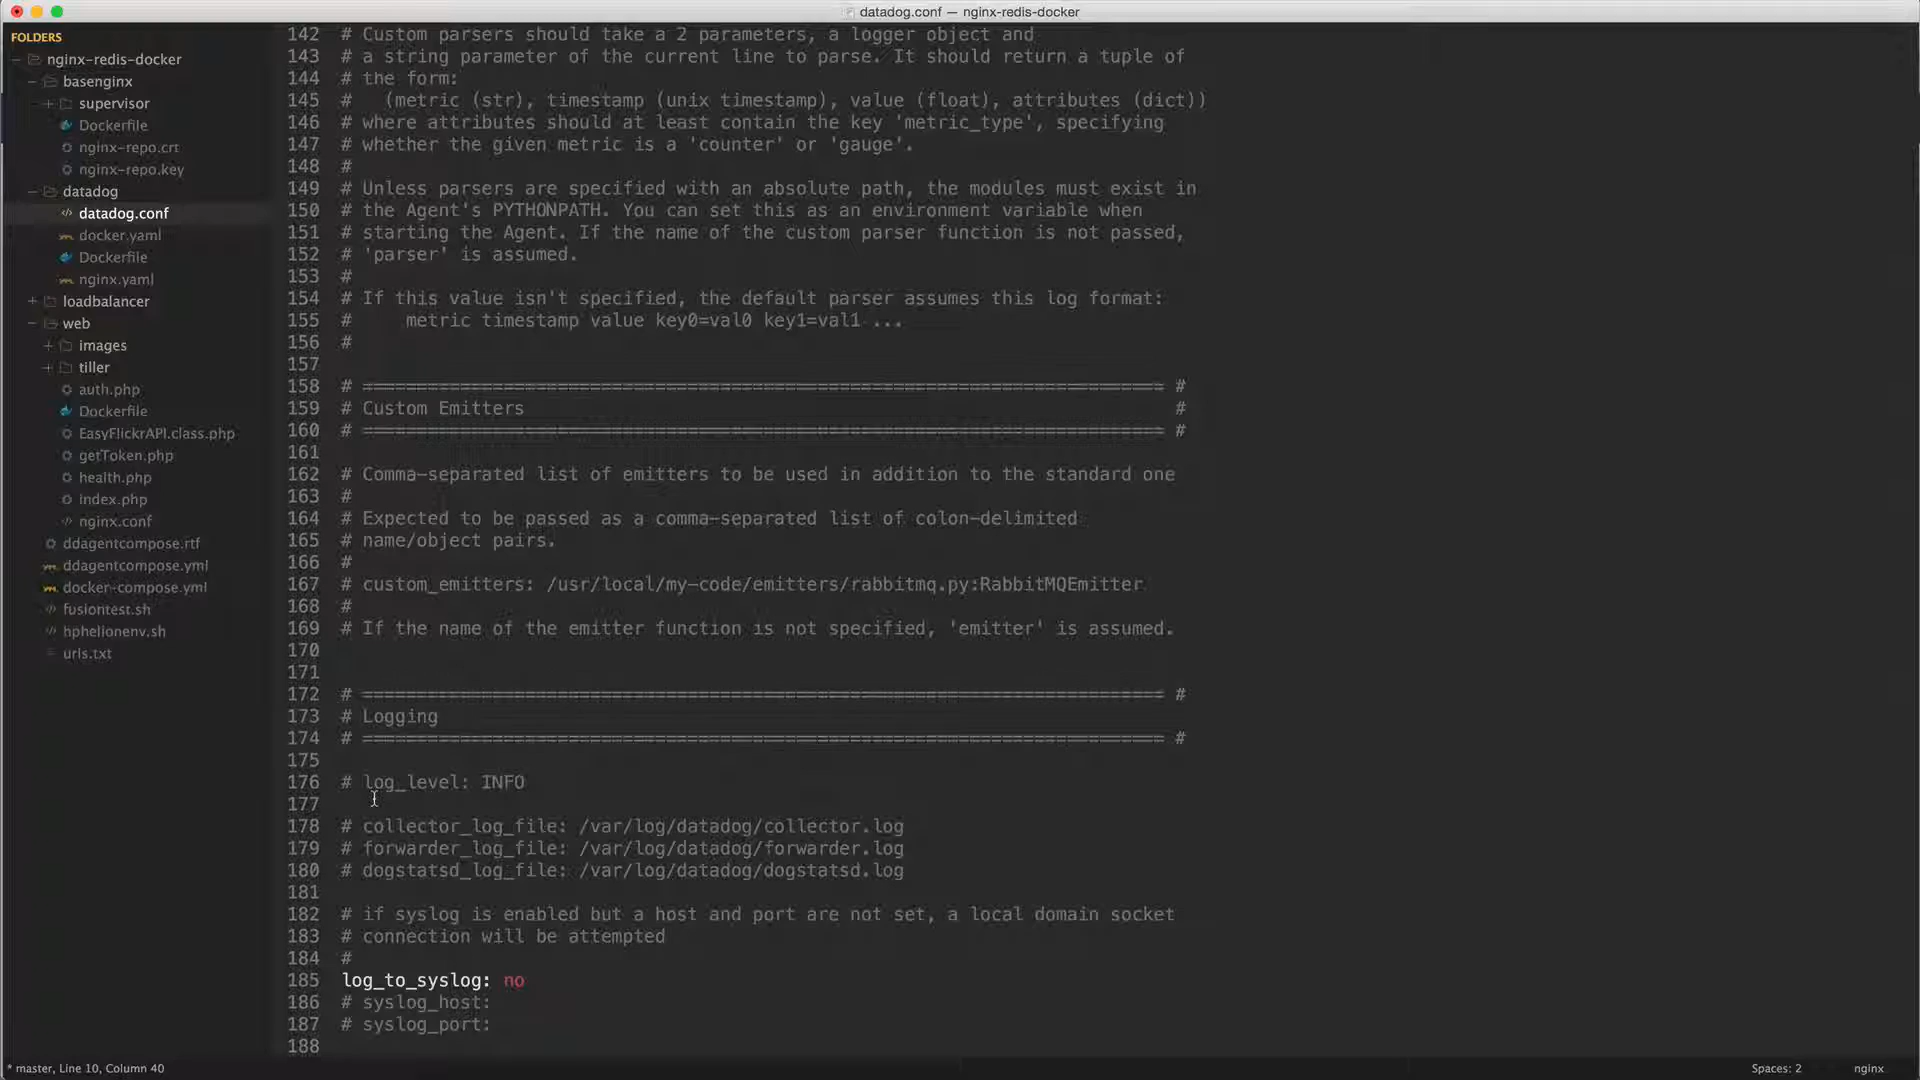 datadog.conf — nginx-redis-docker
FOLDERS
nginx-redis-docker
basenginx
supervisor
Dockerfile
nginx-repo.crt
nginx-repo.key
datadog
datadog.conf
docker.yaml
Dockerfile
nginx.yaml
loadbalancer
web
images
tiller
auth.php
Dockerfile
EasyFlickrAPI.class.php
getToken.php
health.php
index.php
nginx.conf
ddagentcompose.rtf
ddagentcompose.yml
docker-compose.yml
fusiontest.sh
hphelionenv.sh
urls.txt
142 # Custom parsers should take a 2 parameters, a logger object and
143 # a string parameter of the current line to parse. It should return a tuple of
144 # the form:
145 #   (metric (str), timestamp (unix timestamp), value (float), attributes (dict))
146 # where attributes should at least contain the key 'metric_type', specifying
147 # whether the given metric is a 'counter' or 'gauge'.
148 #
149 # Unless parsers are specified with an absolute path, the modules must exist in
150 # the Agent's PYTHONPATH. You can set this as an environment variable when
151 # starting the Agent. If the name of the custom parser function is not passed,
152 # 'parser' is assumed.
153 #
154 # If this value isn't specified, the default parser assumes this log format:
155 #     metric timestamp value key0=val0 key1=val1 ...
156 #
157
158 # ========================================================================== #
159 # Custom Emitters                                                            #
160 # ========================================================================== #
161
162 # Comma-separated list of emitters to be used in addition to the standard one
163 #
164 # Expected to be passed as a comma-separated list of colon-delimited
165 # name/object pairs.
166 #
167 # custom_emitters: /usr/local/my-code/emitters/rabbitmq.py:RabbitMQEmitter
168 #
169 # If the name of the emitter function is not specified, 'emitter' is assumed.
170
171
172 # ========================================================================== #
173 # Logging
174 # ========================================================================== #
175
176 # log_level: INFO
177
178 # collector_log_file: /var/log/datadog/collector.log
179 # forwarder_log_file: /var/log/datadog/forwarder.log
180 # dogstatsd_log_file: /var/log/datadog/dogstatsd.log
181
182 # if syslog is enabled but a host and port are not set, a local domain socket
183 # connection will be attempted
184 #
185 log_to_syslog: no
186 # syslog_host:
187 # syslog_port:
188
* master, Line 10, Column 40
Spaces: 2
nginx